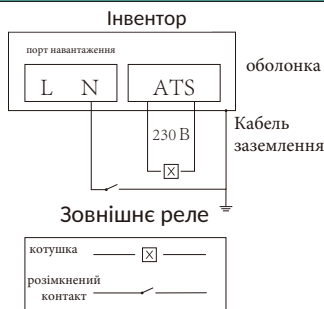 Інвентор
порт навантаження
оболонка
L N
ATS
230 В
Кабель
заземлення
X
Зовнішнє реле
котушка
X
розімкнений
контакт